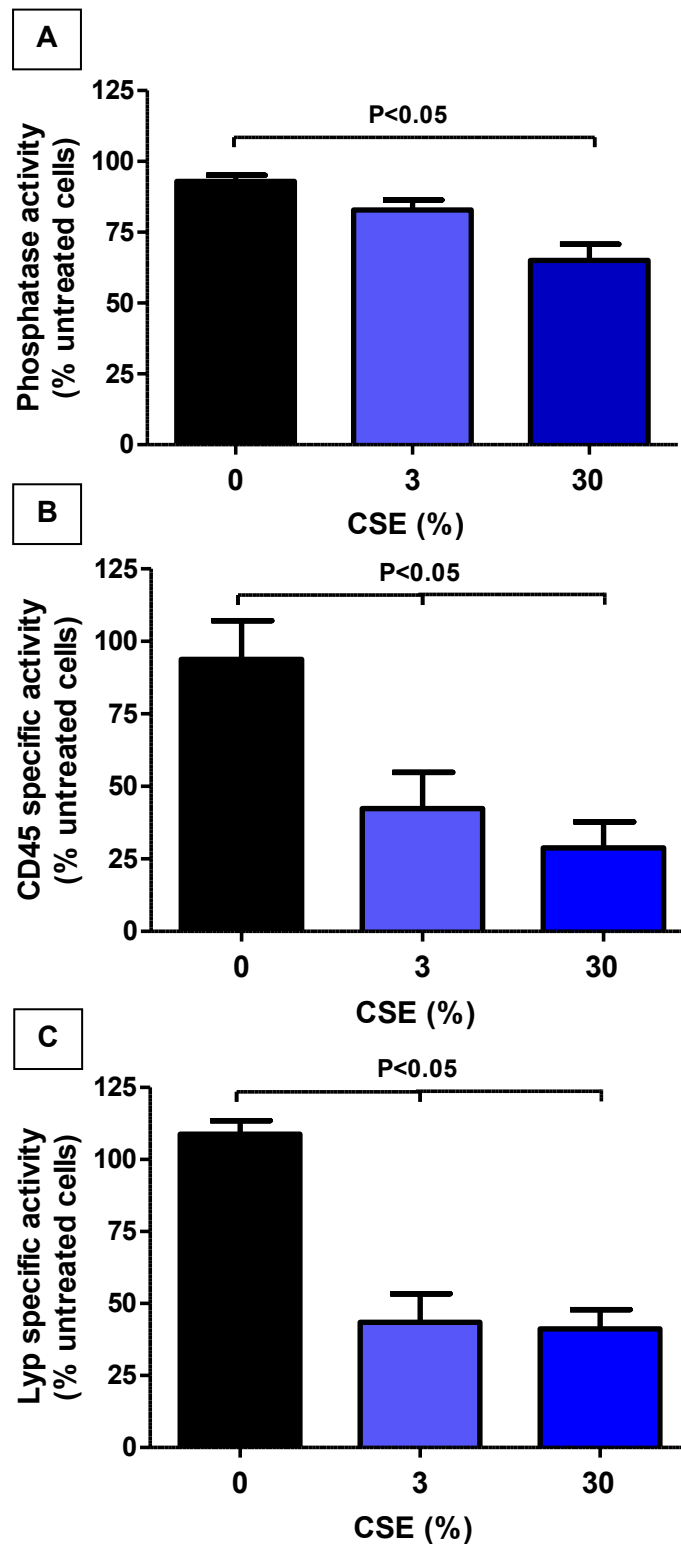 A
Phosphatase activity
(% untreated cells)
125
100
75
50
25
0
P<0.05
0 3 30
CSE (%)
B
CD45 specific activity
(% untreated cells)
125
100
75
50
25
0
P<0.05
0 3 30
CSE (%)
C
Lyp specific activity
(% untreated cells)
125
100
75
50
25
0
P<0.05
0 3 30
CSE (%)